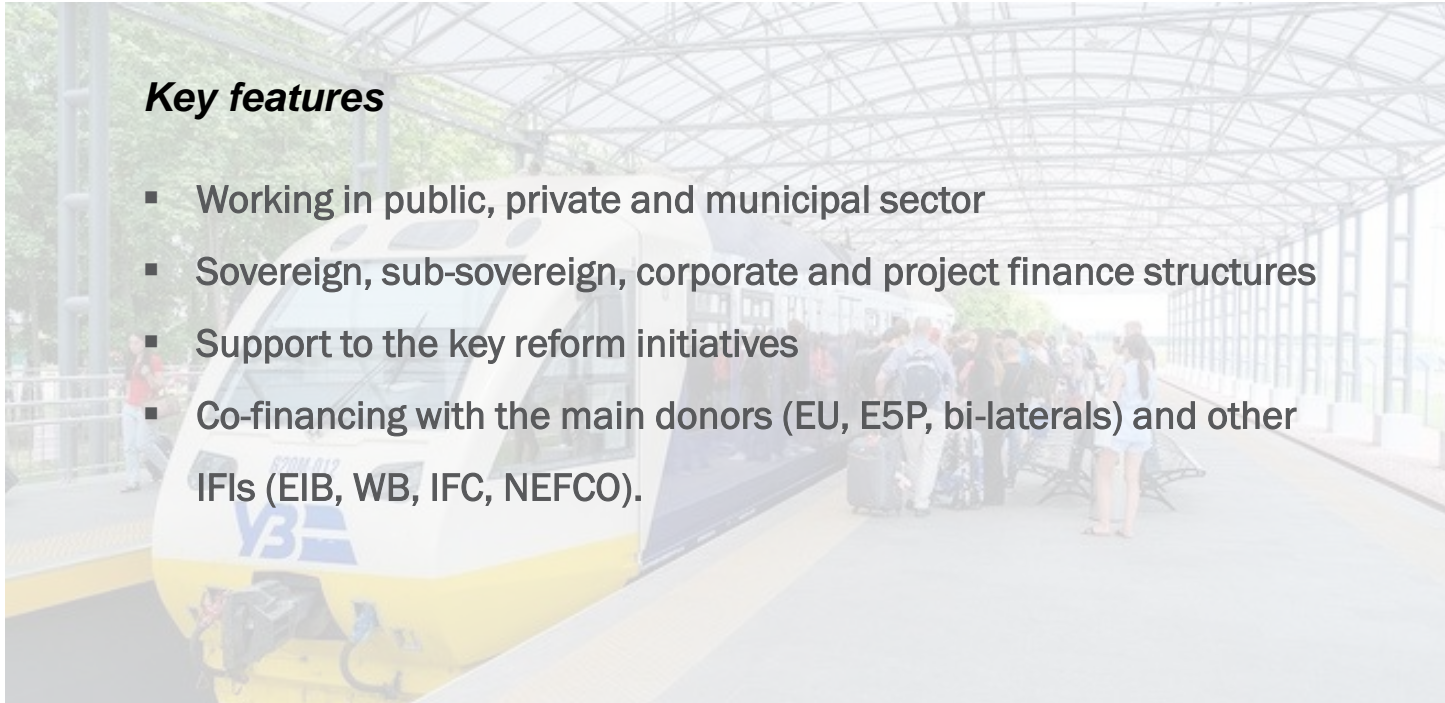 Key features
▪ Working in public, private and municipal sector
▪ Sovereign, sub-sovereign, corporate and project finance structures
▪ Support to the key reform initiatives
▪ Co-financing with the main donors (EU, E5P, bi-laterals) and other
IFIs (EIB, WB, IFC, NEFCO).
УЗ